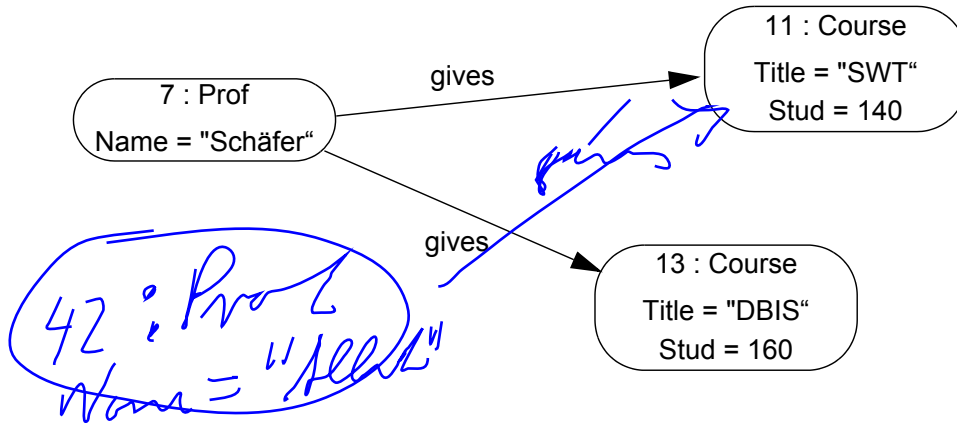 11 : Course
Title = "SWT“
Stud = 140
gives
7 : Prof
Name = "Schäfer“
gives
13 : Course
Title = "DBIS“
Stud = 160
42 : Prof
=